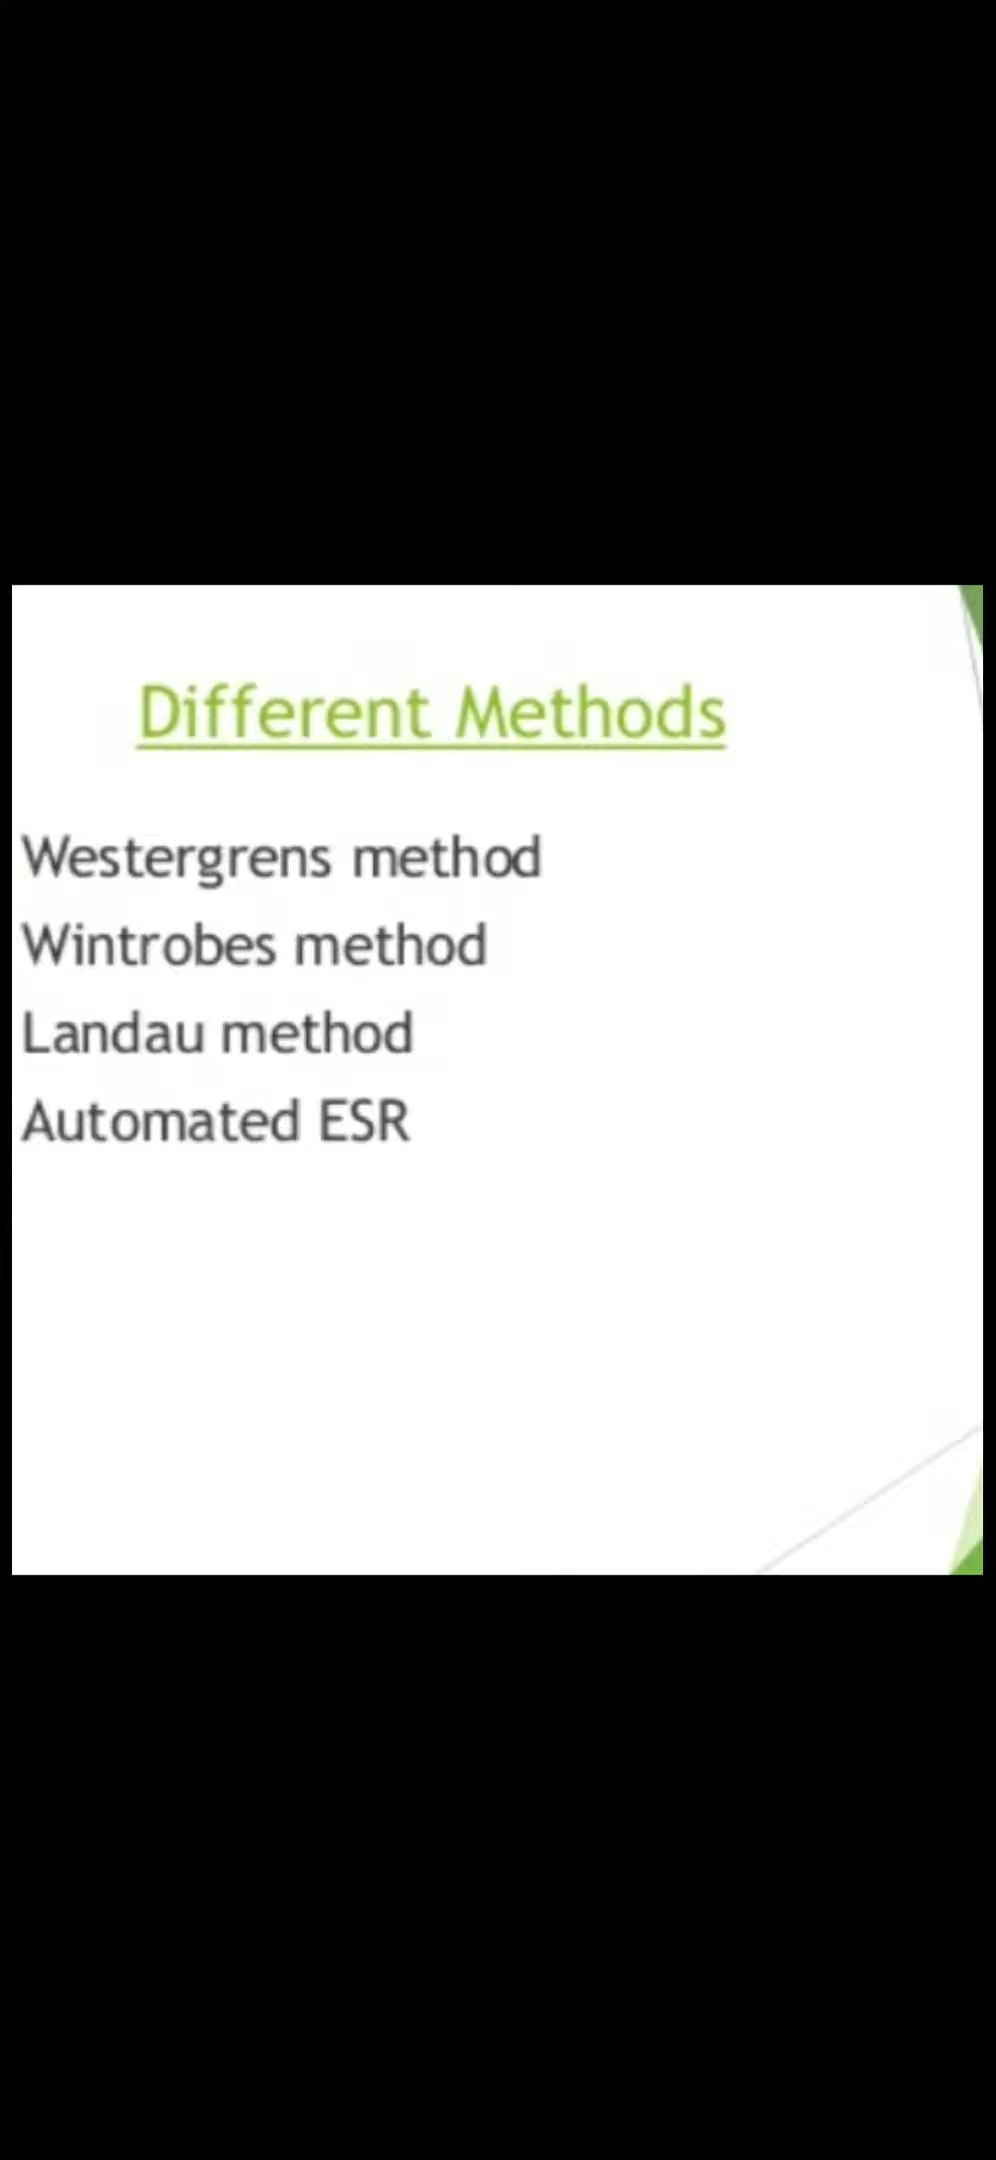 Different Methods
Westergrens method
Wintrobes method
Landau method
Automated ESR